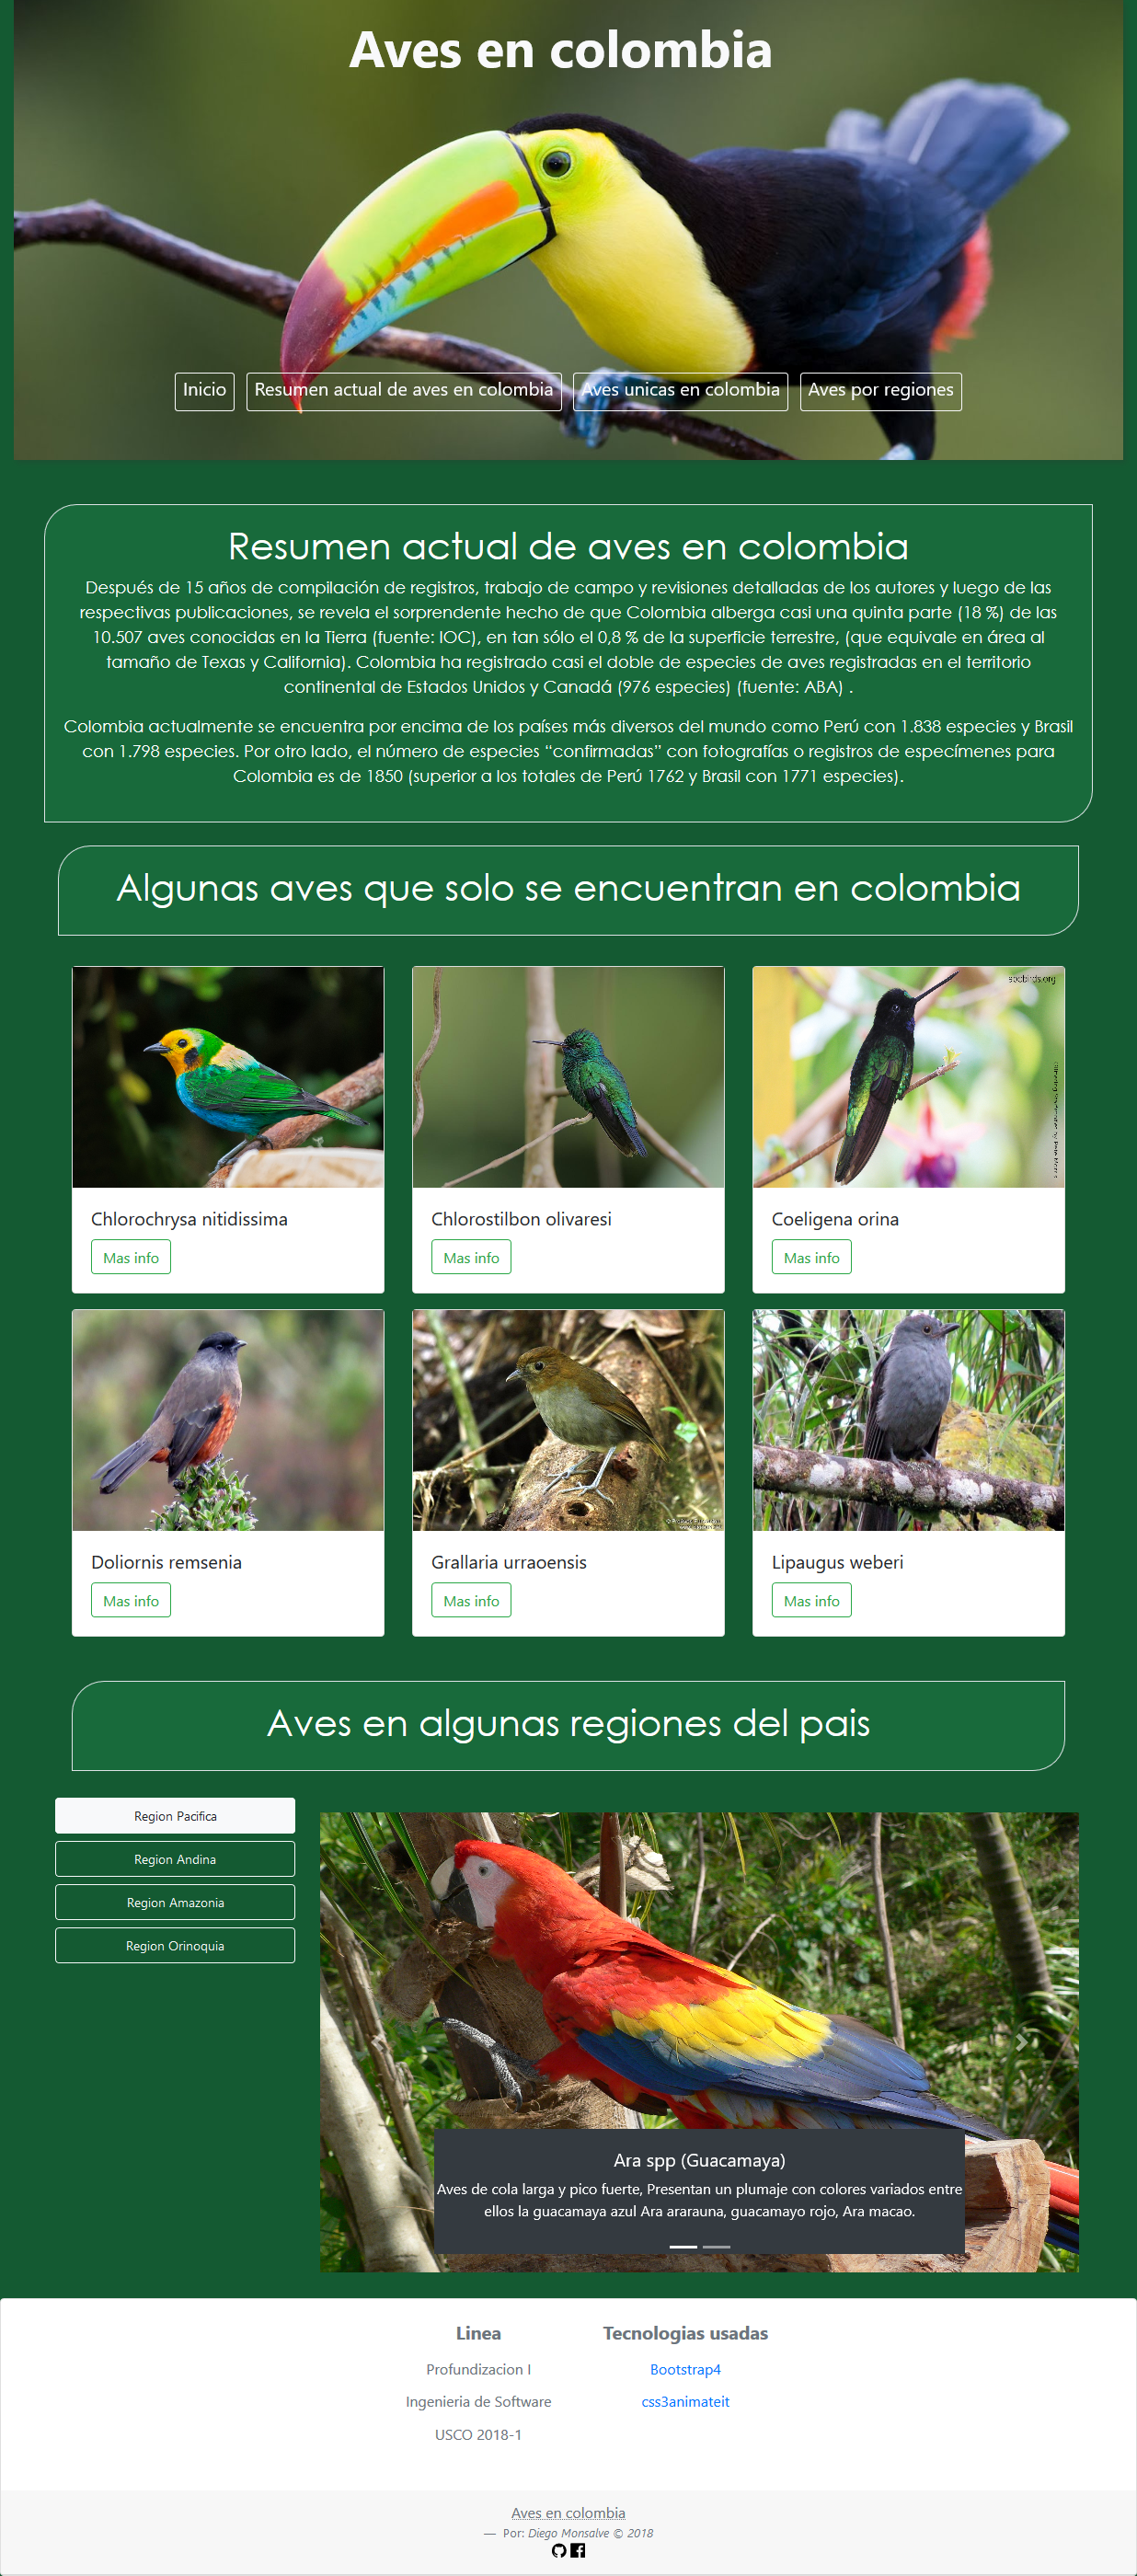 Aves en colombia
Inicio
Resumen actual de aves en colombia
Aves unicas en colombia
Aves por regiones
Resumen actual de aves en colombia
Después de 15 años de compilación de registros, trabajo de campo y revisiones detalladas de los autores y luego de las
respectivas publicaciones, se revela el sorprendente hecho de que Colombia alberga casi una quinta parte (18 %) de las
10.507 aves conocidas en la Tierra (fuente: IOC), en tan sólo el 0,8 % de la superficie terrestre, (que equivale en área al
tamaño de Texas y California). Colombia ha registrado casi el doble de especies de aves registradas en el territorio
continental de Estados Unidos y Canadá (976 especies) (fuente: ABA) .
Colombia actualmente se encuentra por encima de los países más diversos del mundo como Perú con 1.838 especies y Brasil
con 1.798 especies. Por otro lado, el número de especies “confirmadas” con fotografías o registros de especímenes para
Colombia es de 1850 (superior a los totales de Perú 1762 y Brasil con 1771 especies).
Algunas aves que solo se encuentran en colombia
abcbirds.org
Chlorochrysa nitidissima
Mas info
Chlorostilbon olivaresi
Mas info
Coeligena orina
Mas info
Doliornis remsenia
Mas info
Grallaria urraoensis
Mas info
Lipaugus weberi
Mas info
Aves en algunas regiones del pais
Region Pacifica
Region Andina
Region Amazonia
Region Orinoquia
Ara spp (Guacamaya)
Aves de cola larga y pico fuerte, Presentan un plumaje con colores variados entre
ellos la guacamaya azul Ara ararauna, guacamayo rojo, Ara macao.
Linea
Profundizacion I
Ingenieria de Software
USCO 2018-1
Tecnologias usadas
Bootstrap4
css3animateit
Aves en colombia
— Por: Diego Monsalve © 2018